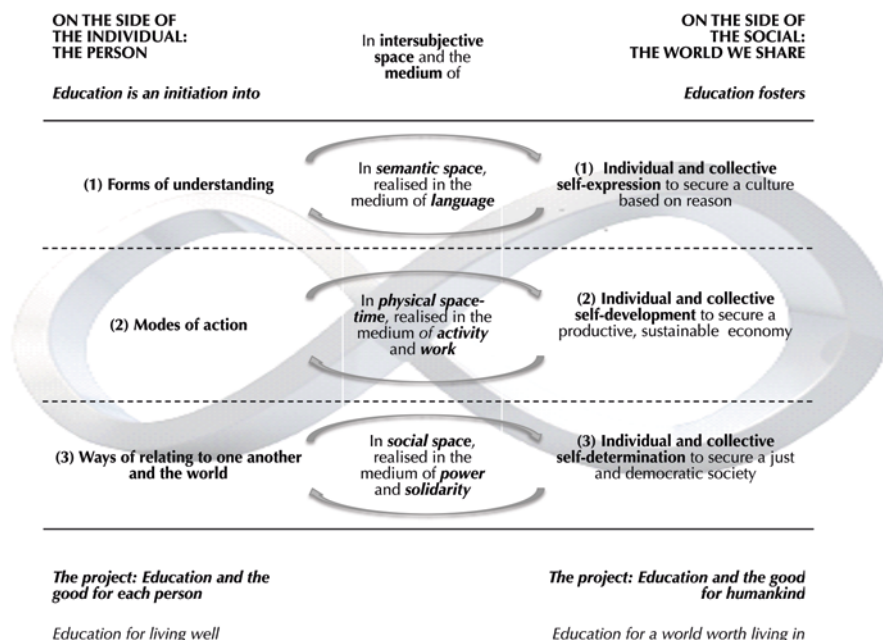 ON THE SIDE OF
THE INDIVIDUAL:
THE PERSON
Education is an initiation into
In intersubjective
space and the
medium of
ON THE SIDE OF
THE SOCIAL:
THE WORLD WE SHARE
Education fosters
(1) Forms of understanding
In semantic space,
realised in the
medium of language
(1) Individual and collective
self-expression to secure a culture
based on reason
(2) Modes of action
In physical space-
time, realised in the
medium of activity
and work
(2) Individual and collective
self-development to secure a
productive, sustainable economy
(3) Ways of relating to one another
and the world
In social space,
realised in the
medium of power
and solidarity
(3) Individual and collective
self-determination to secure a just
and democratic society
The project: Education and the
good for each person
Education for living well
The project: Education and the good
for humankind
Education for a world worth living in